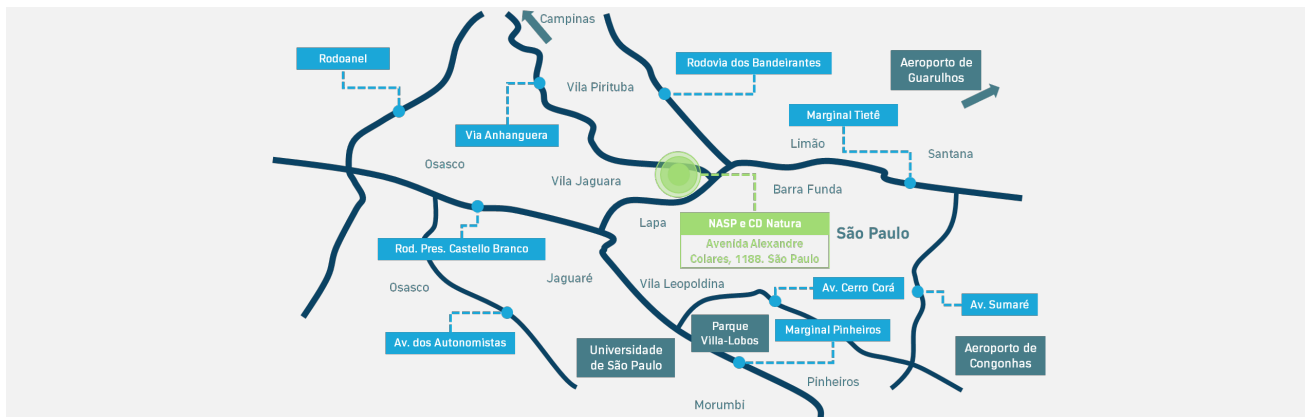 Campinas
Rodoanel
Rodovia dos Bandeirantes
Aeroporto de
Guarulhos
Vila Pirituba
Marginal Tietê
Via Anhanguera
Limão
Santana
Osasco
Vila Jaguara
Barra Funda
Lapa
NASP e CD Natura
Avenida Alexandre
Colares, 1188. São Paulo
São Paulo
Rod. Pres. Castello Branco
Jaguaré
Vila Leopoldina
Osasco
Av. Cerro Corá
Av. Sumaré
Parque
Villa-Lobos
Marginal Pinheiros
Av. dos Autonomistas
Universidade
de São Paulo
Aeroporto de
Congonhas
Pinheiros
Morumbi